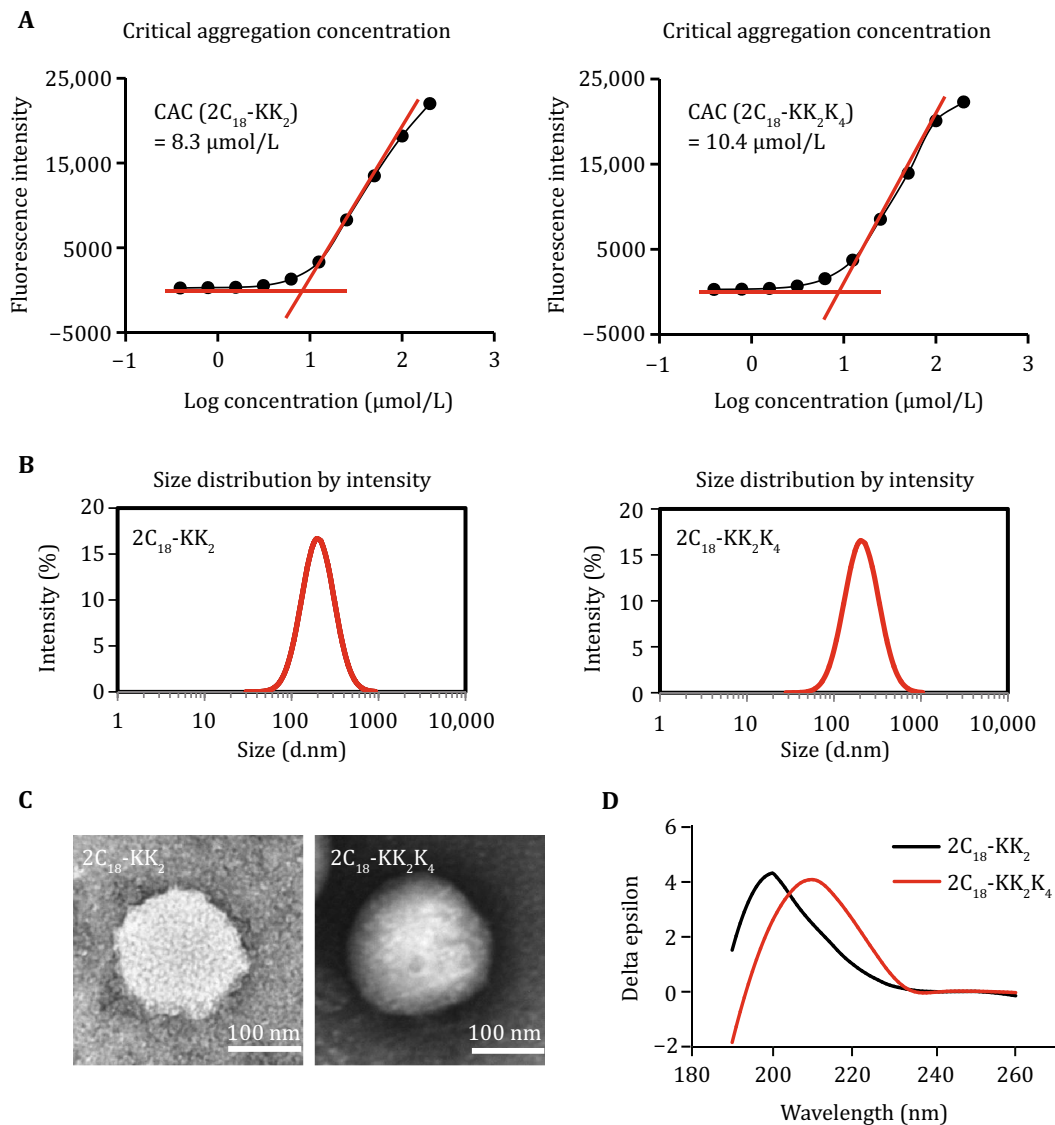 A
Critical aggregation concentration
25,000
15,000
5000
−5000
Fluorescence intensity
CAC (2C₁₈-KK₂)
= 8.3 μmol/L
−1 0 1 2 3
Log concentration (μmol/L)
Critical aggregation concentration
25,000
15,000
5000
−5000
Fluorescence intensity
CAC (2C₁₈-KK₂K₄)
= 10.4 μmol/L
−1 0 1 2 3
Log concentration (μmol/L)
B
Size distribution by intensity
20
15
10
5
0
Intensity (%)
2C₁₈-KK₂
1 10 100 1000 10,000
Size (d.nm)
Size distribution by intensity
20
15
10
5
0
Intensity (%)
2C₁₈-KK₂K₄
1 10 100 1000 10,000
Size (d.nm)
C
2C₁₈-KK₂
100 nm
2C₁₈-KK₂K₄
100 nm
D
6
4
2
0
−2
Delta epsilon
2C₁₈-KK₂
2C₁₈-KK₂K₄
180 200 220 240 260
Wavelength (nm)